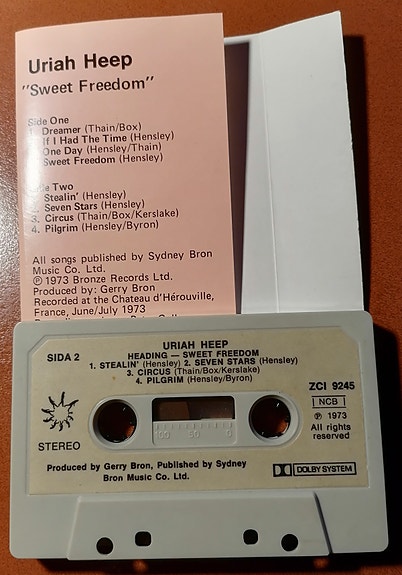 Uriah Heep
"Sweet Freedom"
Side One
1. Dreamer (Thain/Box)
If I Had The Time (Hensley)
One Day (Hensley/Thain)
Sweet Freedom (Hensley)
Two
Stealin' (Hensley)
2. Seven Stars (Hensley)
3. Circus (Thain/Box/Kerslake)
4. Pilgrim (Hensley/Byron)
All songs published by Sydney Bron
Music Co. Ltd.
℗ 1973 Bronze Records Ltd.
Produced by: Gerry Bron
Recorded at the Chateau d'Hérouville,
France, June/July 1973
URIAH HEEP
SIDA 2
HEADING — SWEET FREEDOM
1. STEALIN' (Hensley) 2. SEVEN STARS (Hensley)
3. CIRCUS (Thain/Box/Kerslake)
4. PILGRIM (Hensley/Byron)
ZCI 9245
NCB
℗ 1973
All rights
reserved
STEREO
100 50 0
Produced by Gerry Bron, Published by Sydney
Bron Music Co. Ltd.
DOLBY SYSTEM